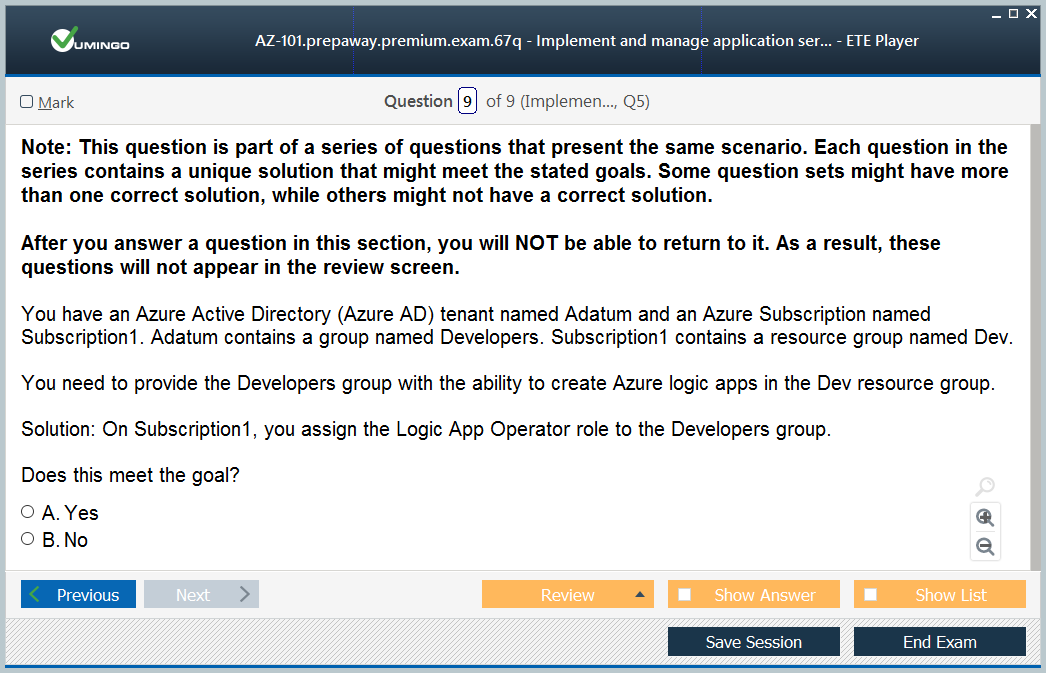 VUMINGO
AZ-101.prepaway.premium.exam.67q - Implement and manage application ser... - ETE Player
Mark
Question 9 of 9 (Implemen..., Q5)
Note: This question is part of a series of questions that present the same scenario. Each question in the
series contains a unique solution that might meet the stated goals. Some question sets might have more
than one correct solution, while others might not have a correct solution.
After you answer a question in this section, you will NOT be able to return to it. As a result, these
questions will not appear in the review screen.
You have an Azure Active Directory (Azure AD) tenant named Adatum and an Azure Subscription named
Subscription1. Adatum contains a group named Developers. Subscription1 contains a resource group named Dev.
You need to provide the Developers group with the ability to create Azure logic apps in the Dev resource group.
Solution: On Subscription1, you assign the Logic App Operator role to the Developers group.
Does this meet the goal?
A. Yes
B. No
Previous
Next
Review
Show Answer
Show List
Save Session
End Exam